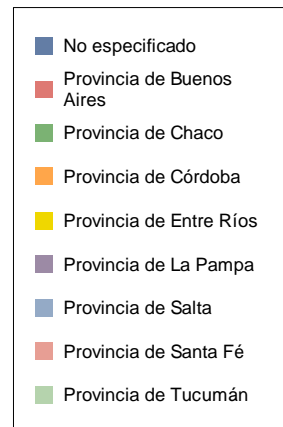 No especificado
Provincia de Buenos
Aires
Provincia de Chaco
Provincia de Córdoba
Provincia de Entre Ríos
Provincia de La Pampa
Provincia de Salta
Provincia de Santa Fé
Provincia de Tucumán